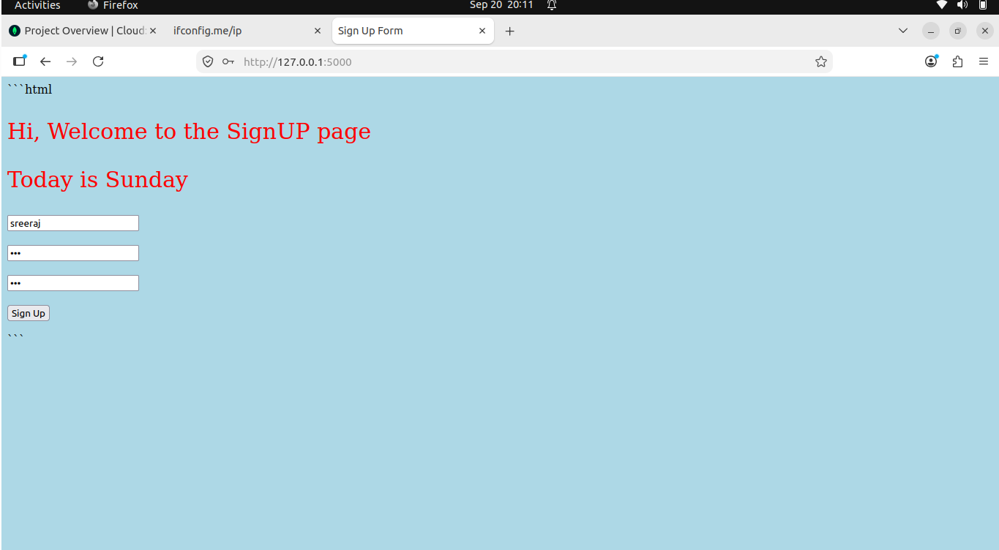 Activities Firefox Sep 20 20:11
Project Overview | Cloud ifconfig.me/ip Sign Up Form
http://127.0.0.1:5000
```html
Hi, Welcome to the SignUP page
Today is Sunday
sreeraj
•••
•••
Sign Up
```